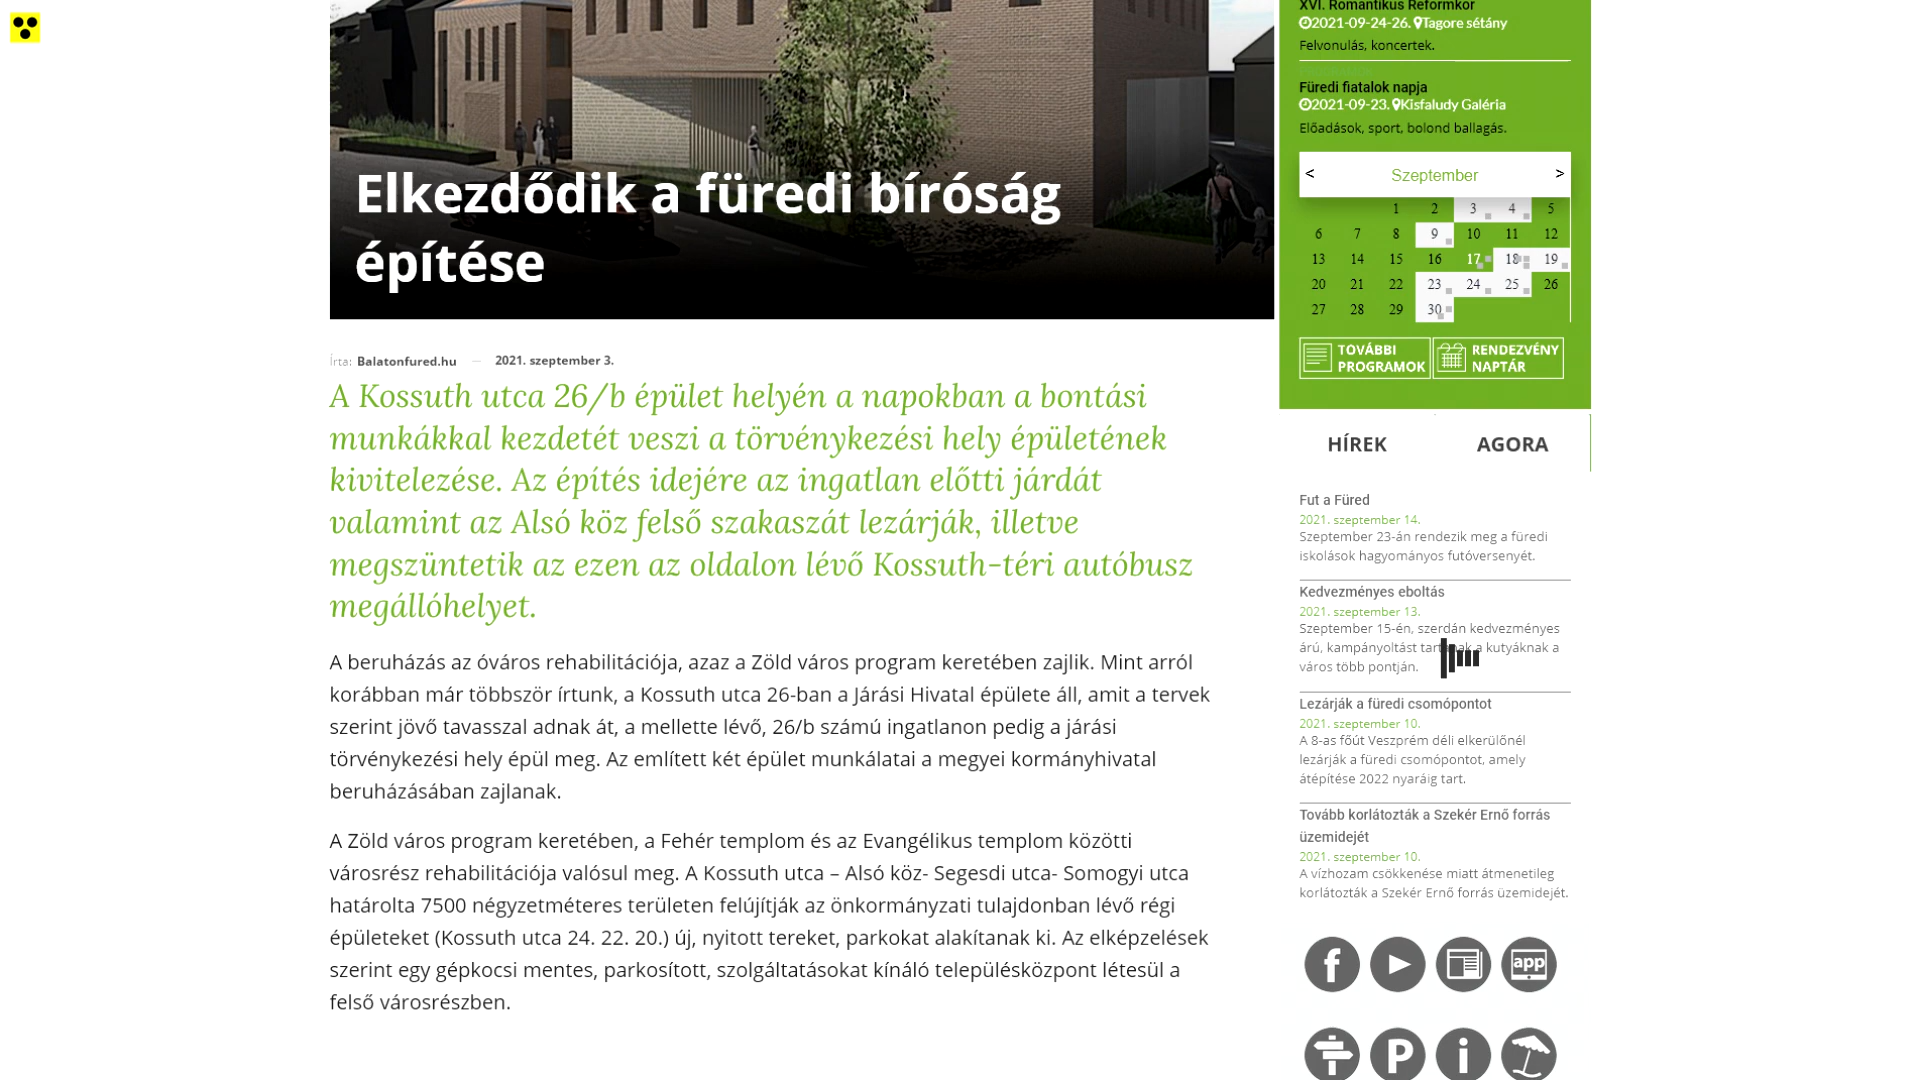 Elkezdődik a füredi bíróság
építése
Írta: Balatonfured.hu — 2021. szeptember 3.
A Kossuth utca 26/b épület helyén a napokban a bontási
munkákkal kezdetét veszi a törvénykezési hely épületének
kivitelezése. Az építés idejére az ingatlan előtti járdát
valamint az Alsó köz felső szakaszát lezárják, illetve
megszüntetik az ezen az oldalon lévő Kossuth-téri autóbusz
megállóhelyet.
A beruházás az óváros rehabilitációja, azaz a Zöld város program keretében zajlik. Mint arról
korábban már többször írtunk, a Kossuth utca 26-ban a Járási Hivatal épülete áll, amit a tervek
szerint jövő tavasszal adnak át, a mellette lévő, 26/b számú ingatlanon pedig a járási
törvénykezési hely épül meg. Az említett két épület munkálatai a megyei kormányhivatal
beruházásában zajlanak.
A Zöld város program keretében, a Fehér templom és az Evangélikus templom közötti
városrész rehabilitációja valósul meg. A Kossuth utca – Alsó köz- Segesdi utca- Somogyi utca
határolta 7500 négyzetméteres területen felújítják az önkormányzati tulajdonban lévő régi
épületeket (Kossuth utca 24. 22. 20.) új, nyitott tereket, parkokat alakítanak ki. Az elképzelések
szerint egy gépkocsi mentes, parkosított, szolgáltatásokat kínáló településközpont létesül a
felső városrészben.
XVI. Romantikus Reformkor
2021-09-24-26. Tagore sétány
Felvonulás, koncertek.
Füredi fiatalok napja
2021-09-23. Kisfaludy Galéria
Előadások, sport, bolond ballagás.
< Szeptember >
1 2 3 4 5
6 7 8 9 10 11 12
13 14 15 16 17 18 19
20 21 22 23 24 25 26
27 28 29 30
TOVÁBBI
PROGRAMOK
RENDEZVÉNY
NAPTÁR
HÍREK AGORA
Fut a Füred
2021. szeptember 14.
Szeptember 23-án rendezik meg a füredi
iskolások hagyományos futóversenyét.
Kedvezményes eboltás
2021. szeptember 13.
Szeptember 15-én, szerdán kedvezményes
árú, kampányoltást tartanak a kutyáknak a
város több pontján.
Lezárják a füredi csomópontot
2021. szeptember 10.
A 8-as főút Veszprém déli elkerülőnél
lezárják a füredi csomópontot, amely
átépítése 2022 nyaráig tart.
Tovább korlátozták a Szekér Ernő forrás
üzemidejét
2021. szeptember 10.
A vízhozam csökkenése miatt átmenetileg
korlátozták a Szekér Ernő forrás üzemidejét.
f app
P i